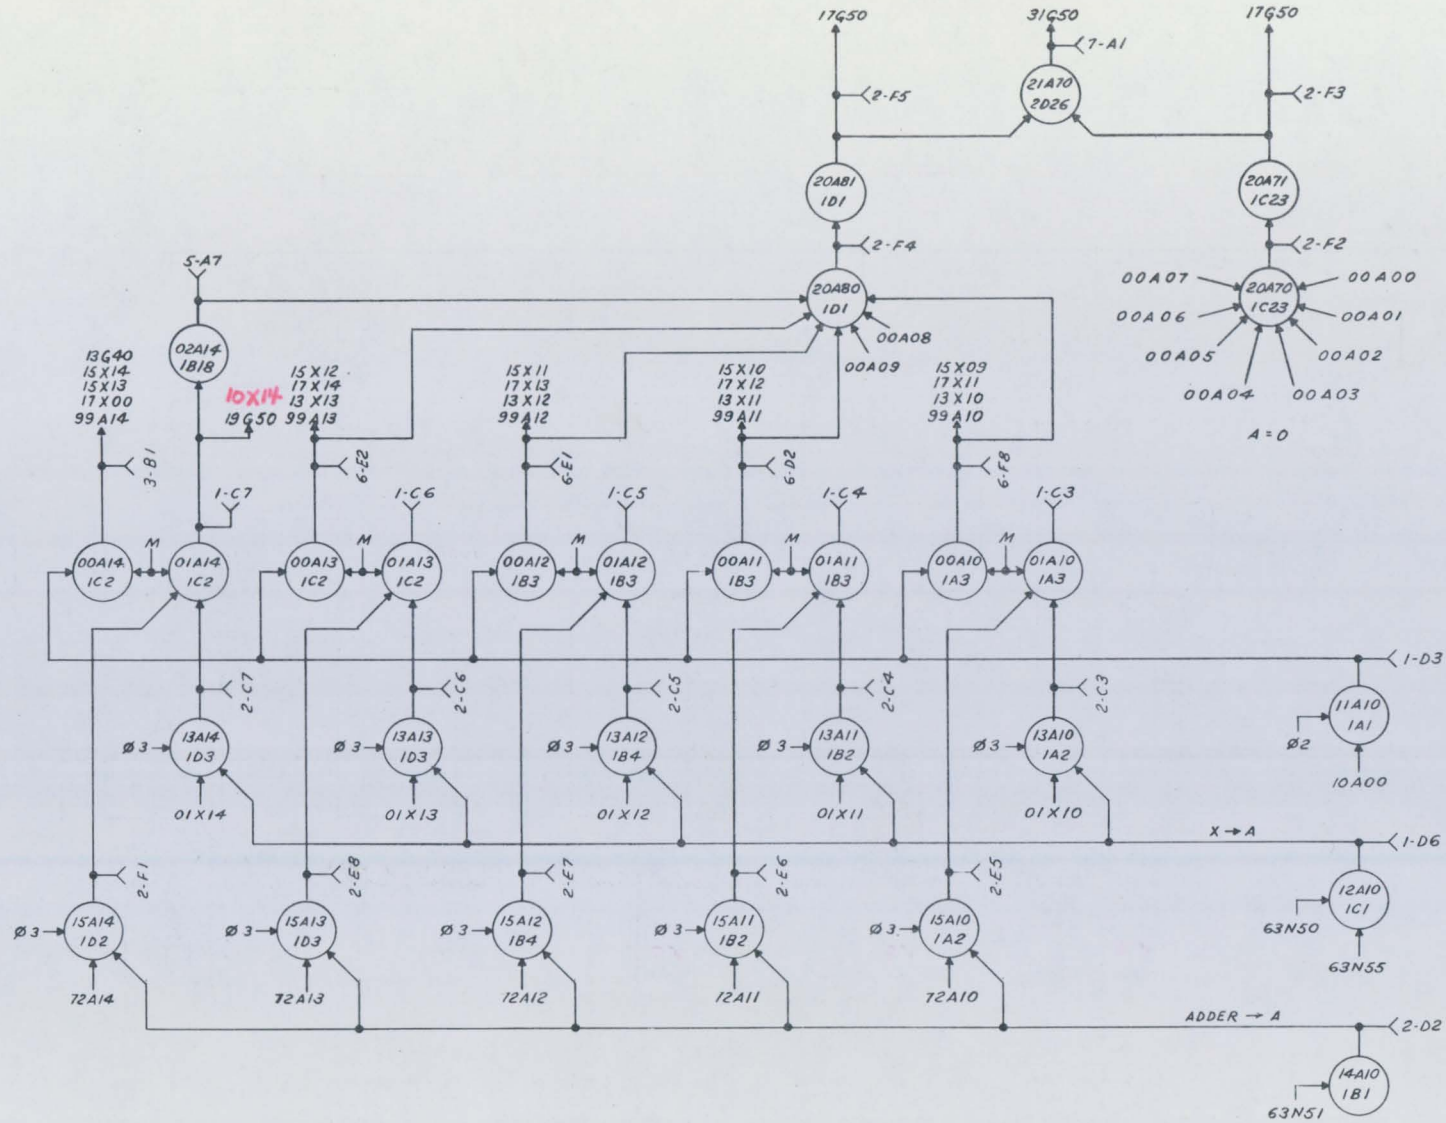 17G50 31G50 17G50
7-A1
2-F5
21A70
2D26
2-F3
20A81
1D1
20A71
1C23
2-F4
2-F2
5-A7
20A80
1D1
00A08
00A09
00A07
00A06
00A05
00A04
20A70
1C23
00A00
00A01
00A02
00A03
A=0
02A14
1B18
13G40
15X14
15X13
17X00
99A14
10X14
19G50
15X12
17X14
13X13
99A13
15X11
17X13
13X12
99A12
15X10
17X12
13X11
99A11
15X09
17X11
13X10
99A10
3-B1
6-E2
6-E1
6-D2
6-F8
1-C7
1-C6
1-C5
1-C4
1-C3
M M M M M
00A14
1C2
01A14
1C2
00A13
1C2
01A13
1C2
00A12
1B3
01A12
1B3
00A11
1B3
01A11
1B3
00A10
1A3
01A10
1A3
1-D3
2-C7
2-C6
2-C5
2-C4
2-C3
Ø3
13A14
1D3
Ø3
13A13
1D3
Ø3
13A12
1B4
Ø3
13A11
1B2
Ø3
13A10
1A2
11A10
1A1
Ø2
10A00
01X14 01X13 01X12 01X11 01X10
X → A
1-D6
2-F1
2-E8
2-E7
2-E6
2-E5
12A10
1C1
63N50
63N55
Ø3
15A14
1D2
Ø3
15A13
1D3
Ø3
15A12
1B4
Ø3
15A11
1B2
Ø3
15A10
1A2
72A14 72A13 72A12 72A11 72A10
ADDER → A
2-D2
14A10
1B1
63N51